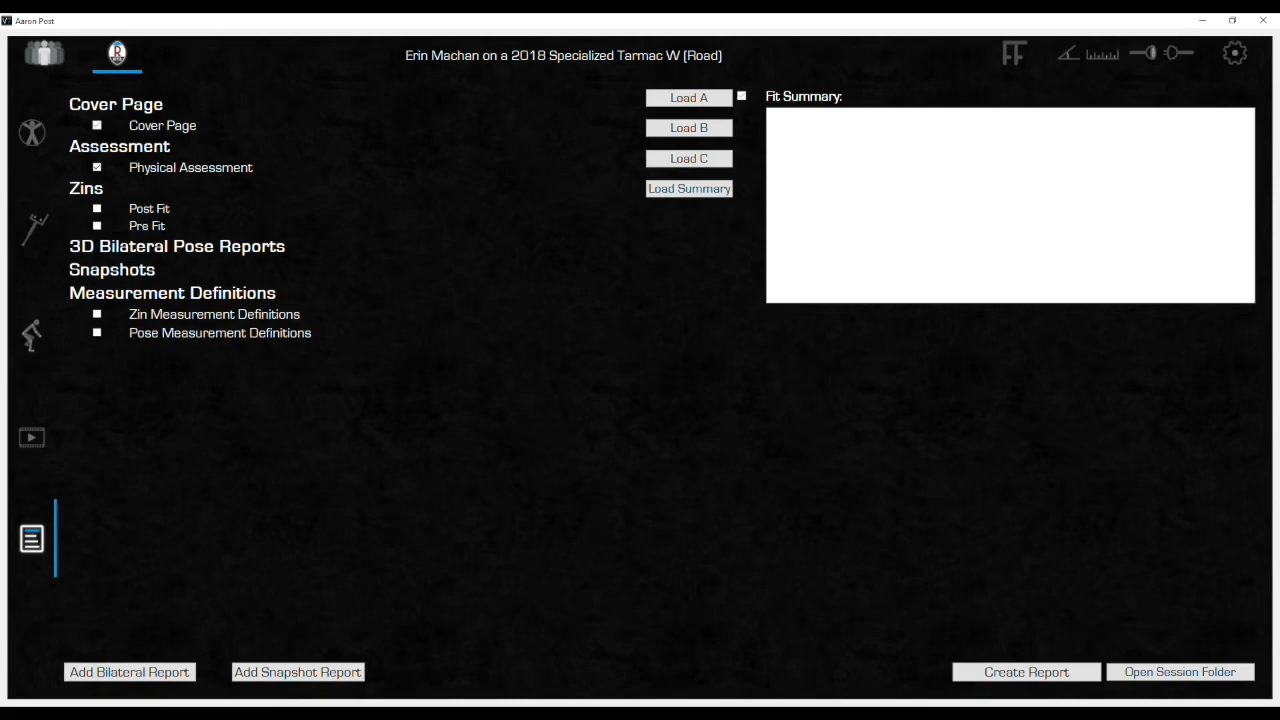 Aaron Post
Erin Machan on a 2018 Specialized Tarmac W (Road)
FF
Cover Page
Cover Page
Assessment
Physical Assessment
Zins
Post Fit
Pre Fit
3D Bilateral Pose Reports
Snapshots
Measurement Definitions
Zin Measurement Definitions
Pose Measurement Definitions
Load A
Load B
Load C
Load Summary
Fit Summary:
Add Bilateral Report
Add Snapshot Report
Create Report
Open Session Folder